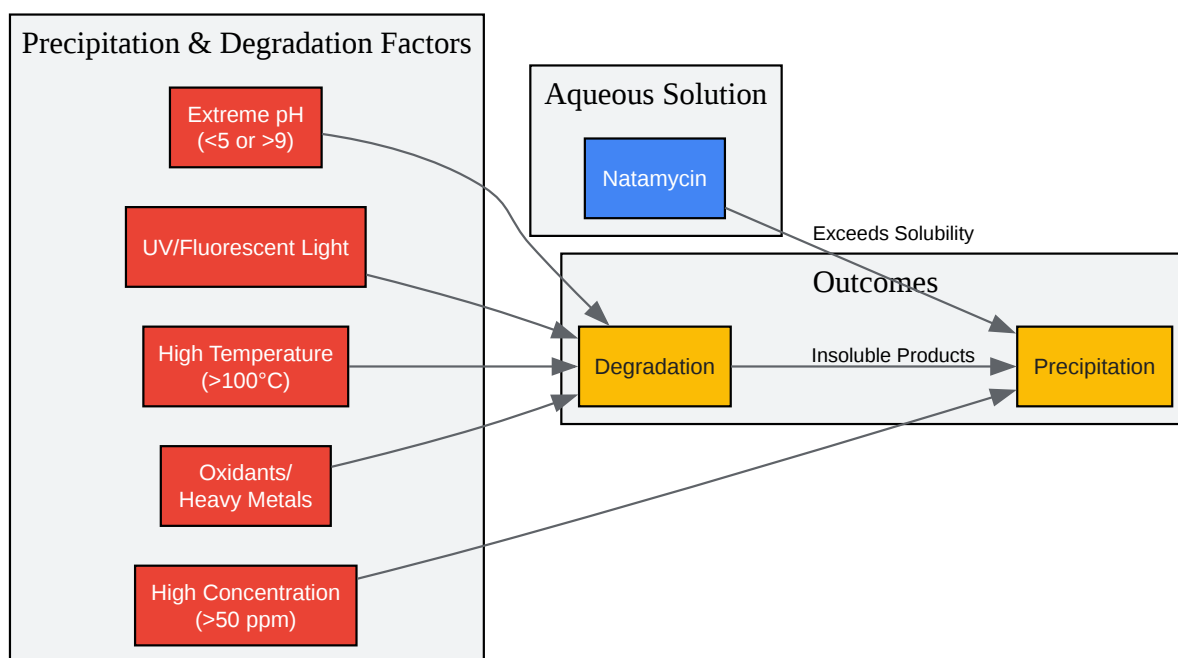 Precipitation & Degradation Factors
Extreme pH
(<5 or >9)
UV/Fluorescent Light
High Temperature
(>100°C)
Oxidants/
Heavy Metals
High Concentration
(>50 ppm)
Aqueous Solution
Natamycin
Exceeds Solubility
Outcomes
Degradation
Insoluble Products
Precipitation